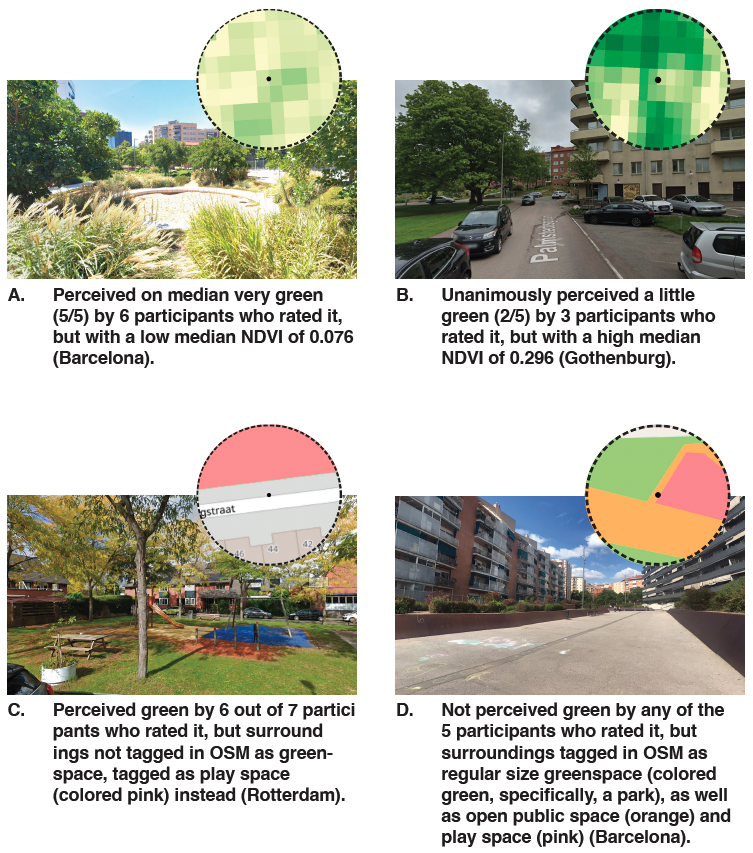 Palmstedtsgatan
A. Perceived on median very green
(5/5) by 6 participants who rated it,
but with a low median NDVI of 0.076
(Barcelona).
B. Unanimously perceived a little
green (2/5) by 3 participants who
rated it, but with a high median
NDVI of 0.296 (Gothenburg).
gstraat
46 44 42
C. Perceived green by 6 out of 7 partici
pants who rated it, but surround
ings not tagged in OSM as green-
space, tagged as play space
(colored pink) instead (Rotterdam).
D. Not perceived green by any of the
5 participants who rated it, but
surroundings tagged in OSM as
regular size greenspace (colored
green, specifically, a park), as well
as open public space (orange) and
play space (pink) (Barcelona).